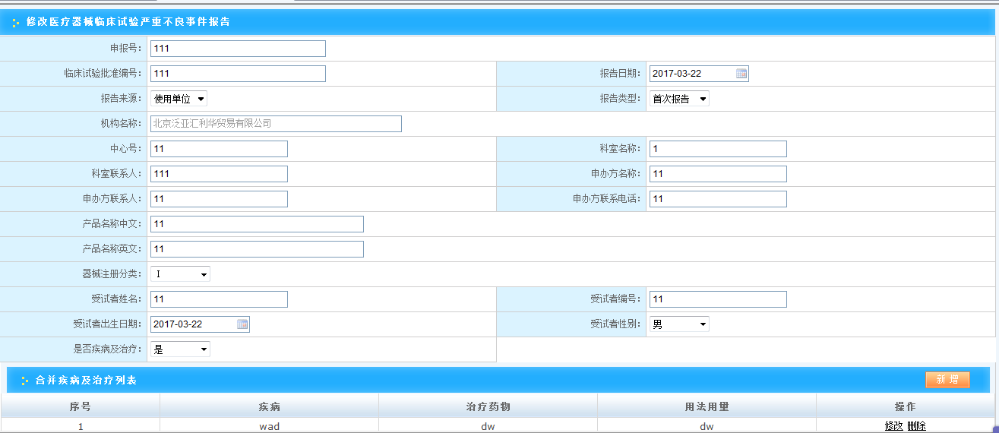 修改医疗器械临床试验严重不良事件报告
申报号： 111
临床试验批准编号： 111 报告日期： 2017-03-22
报告来源： 使用单位 报告类型： 首次报告
机构名称： 北京泛亚汇利华贸易有限公司
中心号： 11 科室名称： 1
科室联系人： 111 申办方名称： 11
申办方联系人： 11 申办方联系电话： 11
产品名称中文： 11
产品名称英文： 11
器械注册分类： I
受试者姓名： 11 受试者编号： 11
受试者出生日期： 2017-03-22 受试者性别： 男
是否疾病及治疗： 是
合并疾病及治疗列表 新增
序号 疾病 治疗药物 用法用量 操作
1 wad dw dw 修改 删除